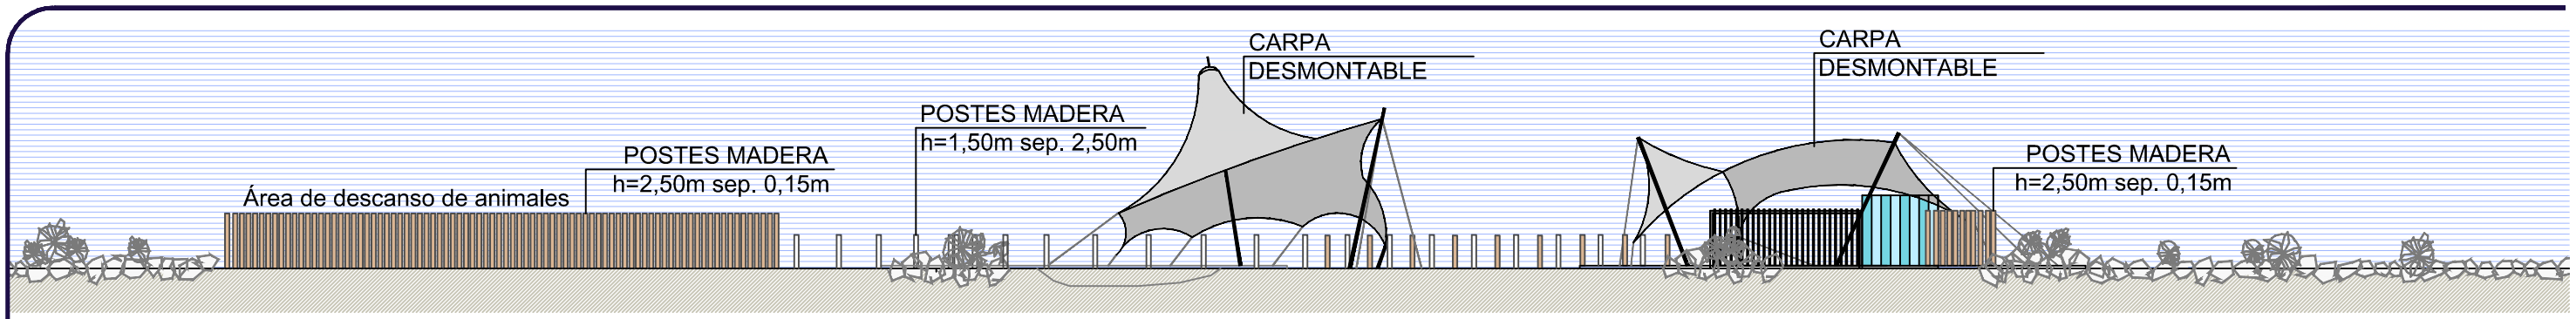 Área de descanso de animales
POSTES MADERA
h=2,50m sep. 0,15m
POSTES MADERA
h=1,50m sep. 2,50m
CARPA
DESMONTABLE
CARPA
DESMONTABLE
POSTES MADERA
h=2,50m sep. 0,15m